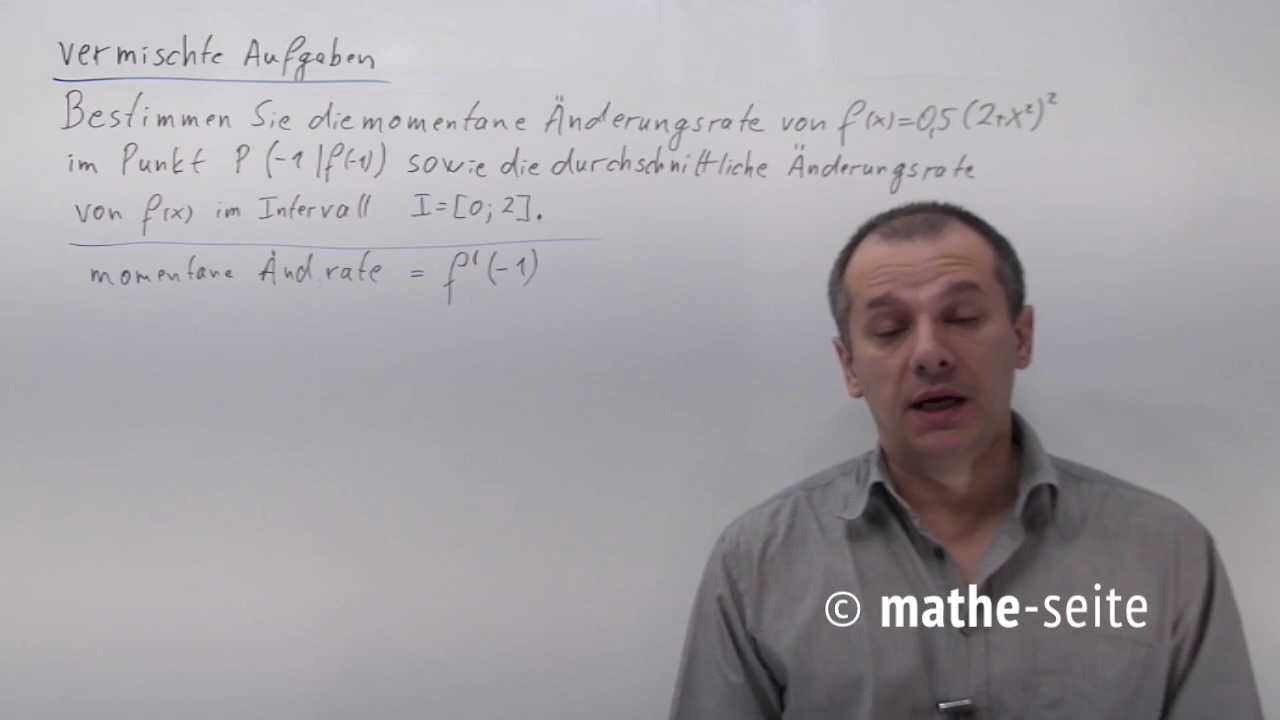 vermischte Aufgaben
Bestimmen Sie die momentane Änderungsrate von f(x)=0,5(2+x²)²
im Punkt P(-1|f(-1)) sowie die durchschnittliche Änderungsrate
von f(x) im Intervall I=[0;2].
momentane Änd.rate = f'(-1)
© mathe-seite